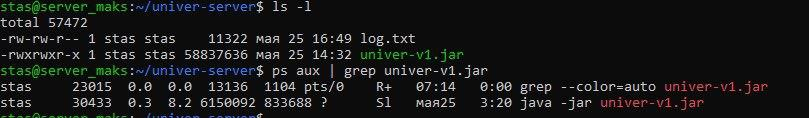 stas@server_maks:~/univer-server$ ls -l
total 57472
-rw-rw-r-- 1 stas stas    11322 мая 25 16:49 log.txt
-rwxrwxr-x 1 stas stas 58837636 мая 25 14:32 univer-v1.jar
stas@server_maks:~/univer-server$ ps aux | grep univer-v1.jar
stas     23015  0.0  0.0  13136  1104 pts/0    R+   07:14   0:00 grep --color=auto univer-v1.jar
stas     30433  0.3  8.2 6150092 833688 ?      Sl   мая25   3:20 java -jar univer-v1.jar